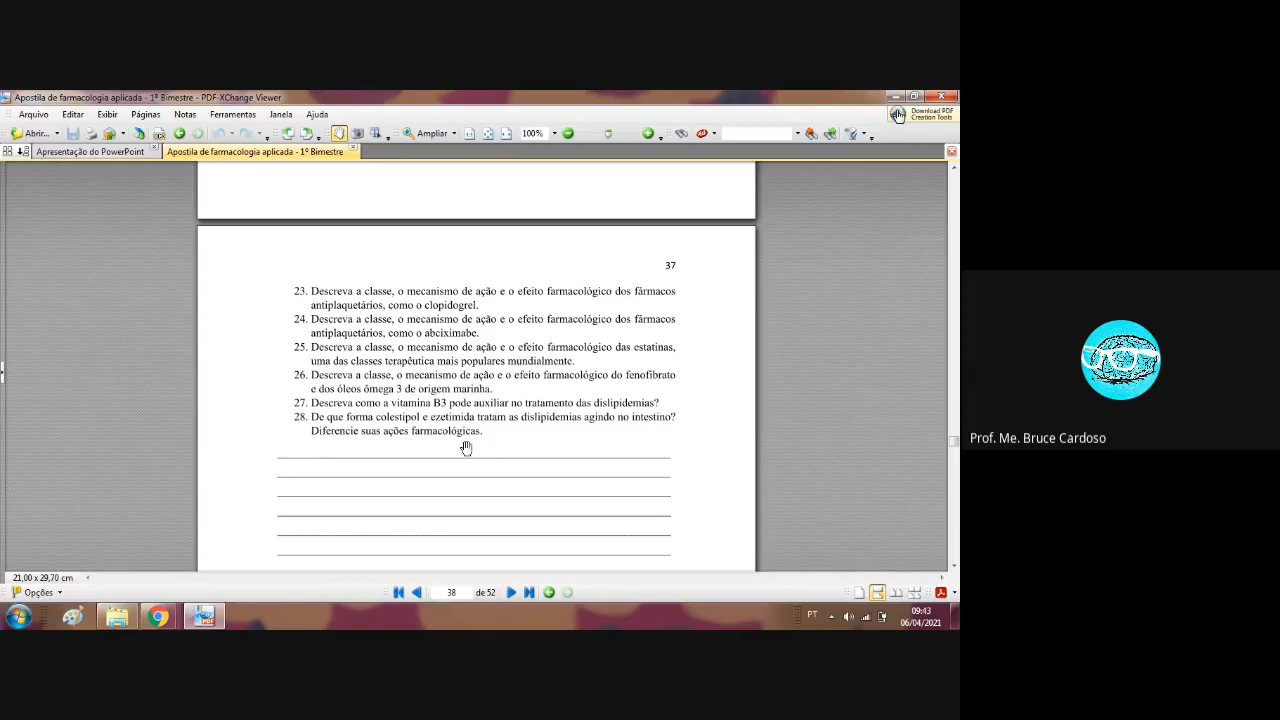 Apostila de farmacologia aplicada - 1º Bimestre - PDF-XChange Viewer
Arquivo Editar Exibir Páginas Notas Ferramentas Janela Ajuda
Download PDF
Creation Tools
Abrir... Ampliar 100%
Apresentação do PowerPoint Apostila de farmacologia aplicada - 1º Bimestre
37
23. Descreva a classe, o mecanismo de ação e o efeito farmacológico dos fármacos
antiplaquetários, como o clopidogrel.
24. Descreva a classe, o mecanismo de ação e o efeito farmacológico dos fármacos
antiplaquetários, como o abciximabe.
25. Descreva a classe, o mecanismo de ação e o efeito farmacológico das estatinas,
uma das classes terapêutica mais populares mundialmente.
26. Descreva a classe, o mecanismo de ação e o efeito farmacológico do fenofibrato
e dos óleos ômega 3 de origem marinha.
27. Descreva como a vitamina B3 pode auxiliar no tratamento das dislipidemias?
28. De que forma colestipol e ezetimida tratam as dislipidemias agindo no intestino?
Diferencie suas ações farmacológicas.
Prof. Me. Bruce Cardoso
21,00 x 29,70 cm
Opções 38 de 52
PT 09:43
06/04/2021